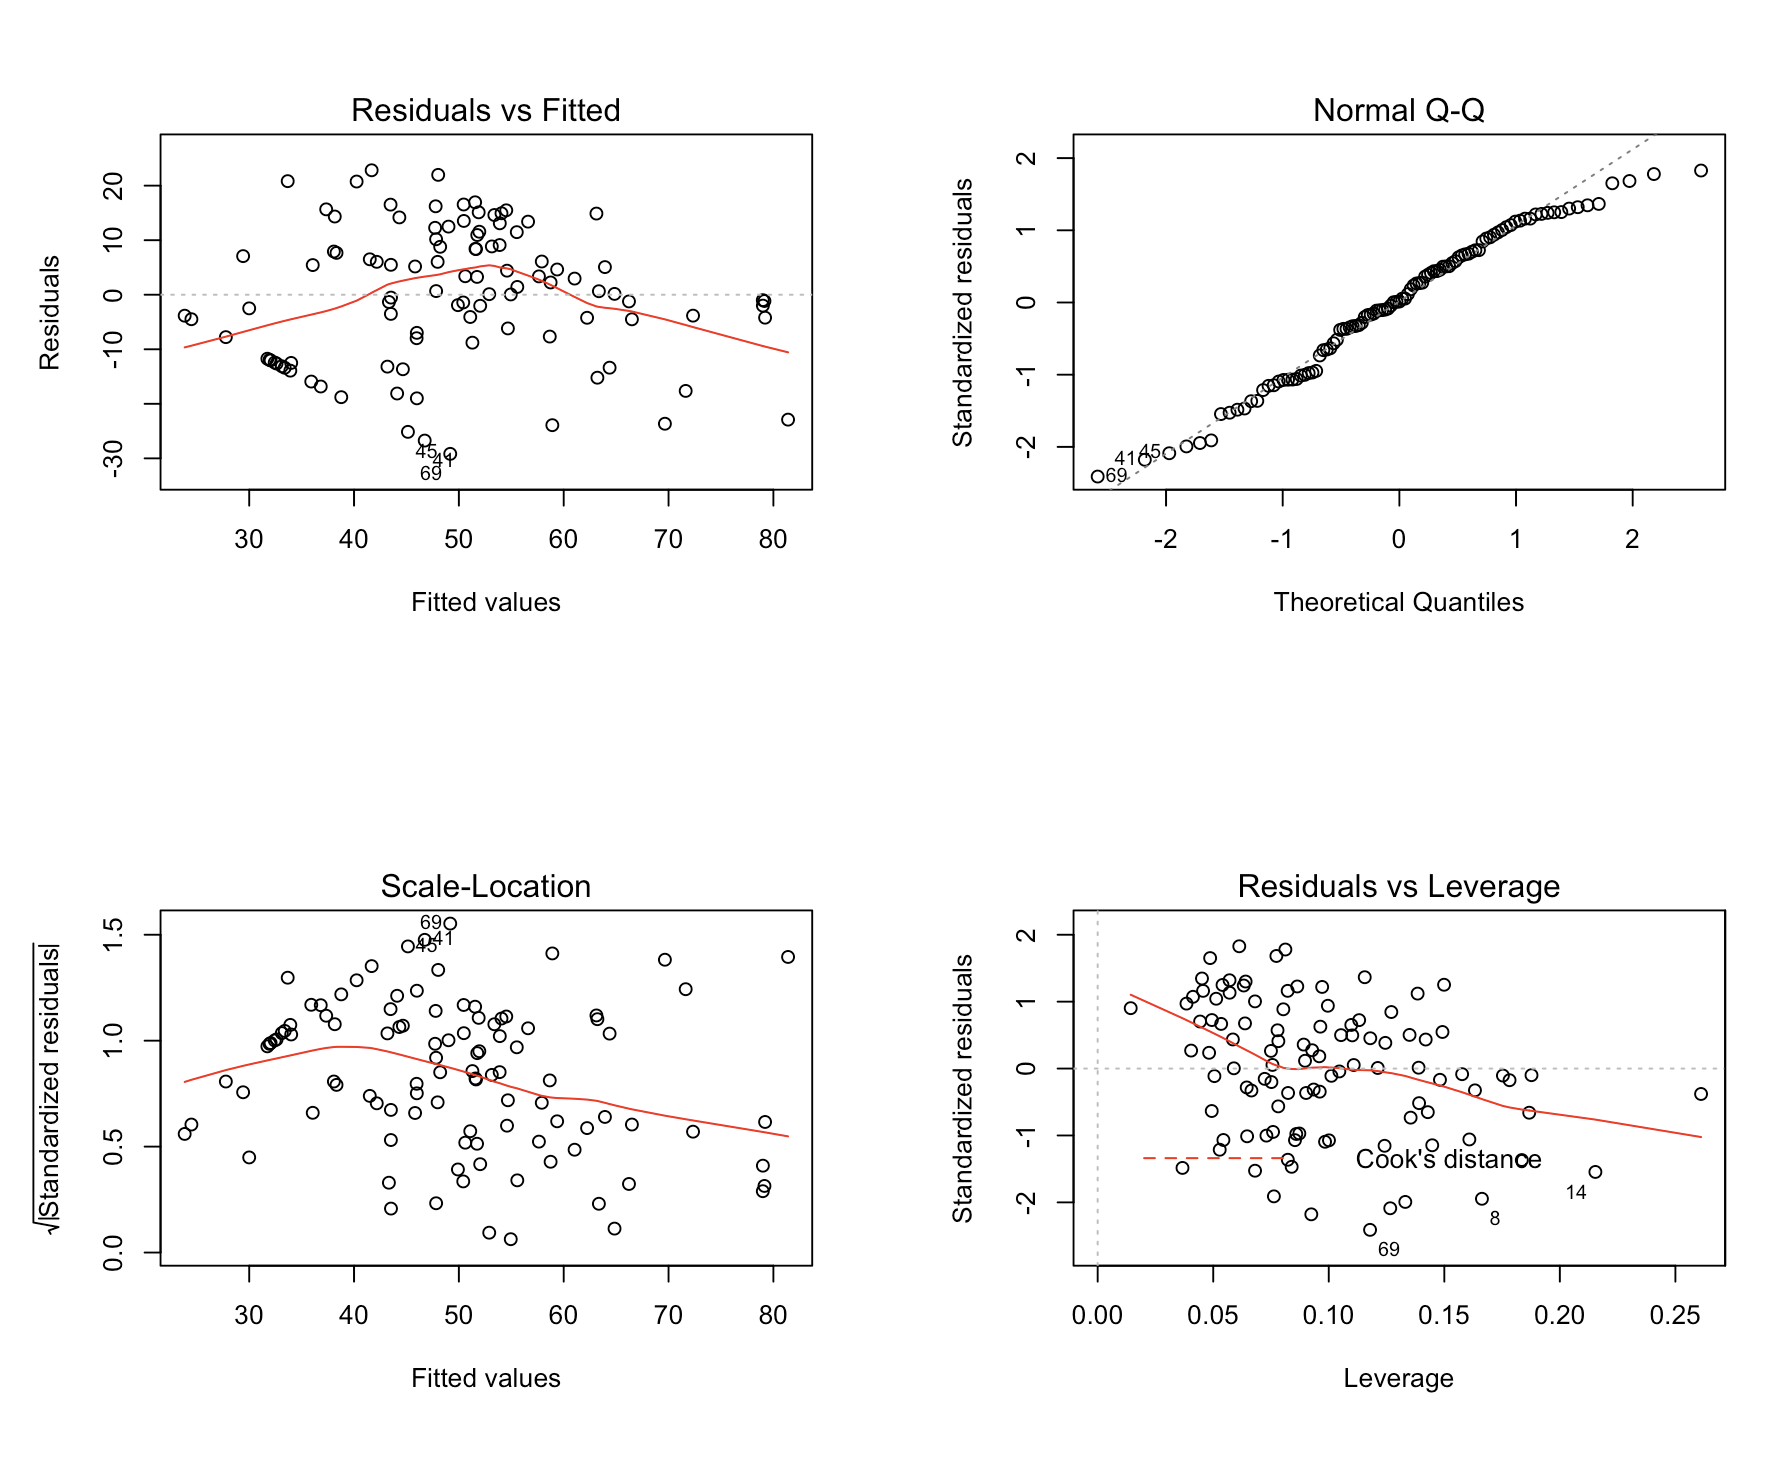 Residuals vs Fitted
Residuals
20
10
0
-10
-30
45
41
69
30 40 50 60 70 80
Fitted values
Normal Q-Q
Standardized residuals
2
1
0
-1
-2
41 45
69
-2 -1 0 1 2
Theoretical Quantiles
Scale-Location
√|Standardized residuals|
1.5
1.0
0.5
0.0
69
41
45
30 40 50 60 70 80
Fitted values
Residuals vs Leverage
Standardized residuals
2
1
0
-1
-2
Cook's distance
14
8
69
0.00 0.05 0.10 0.15 0.20 0.25
Leverage